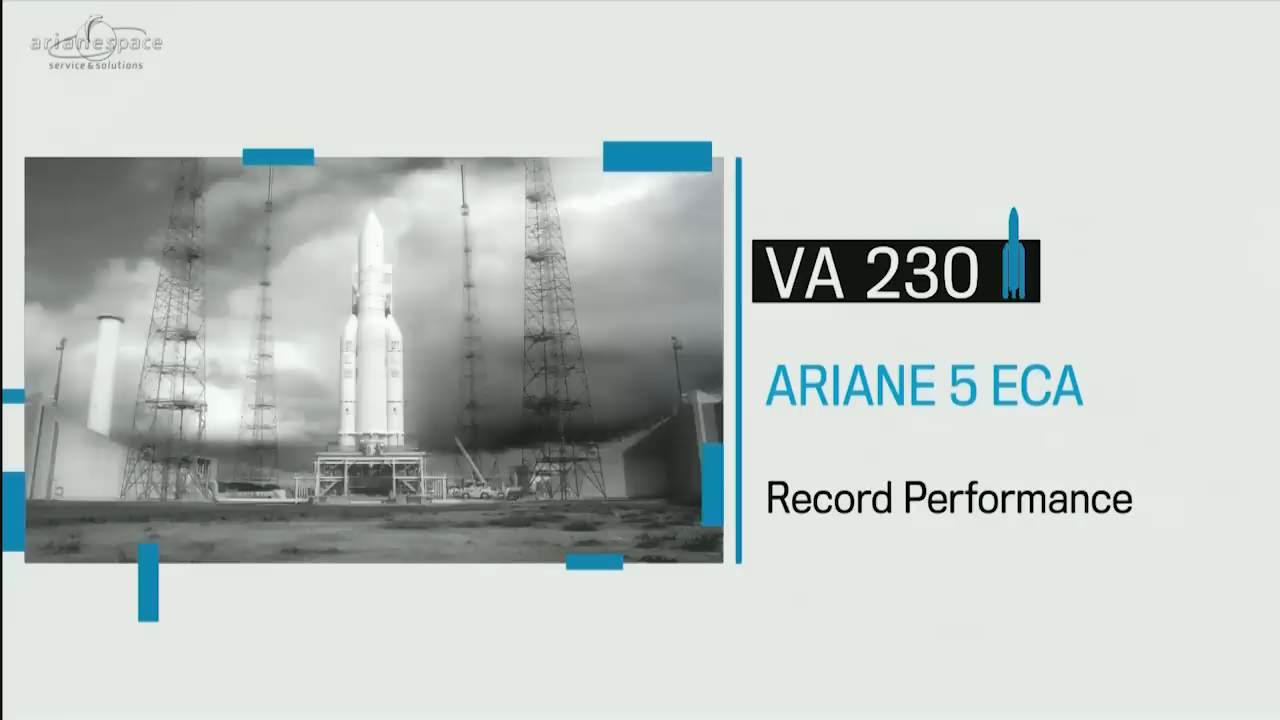 arianespace
service & solutions
VA 230
ARIANE 5 ECA
Record Performance